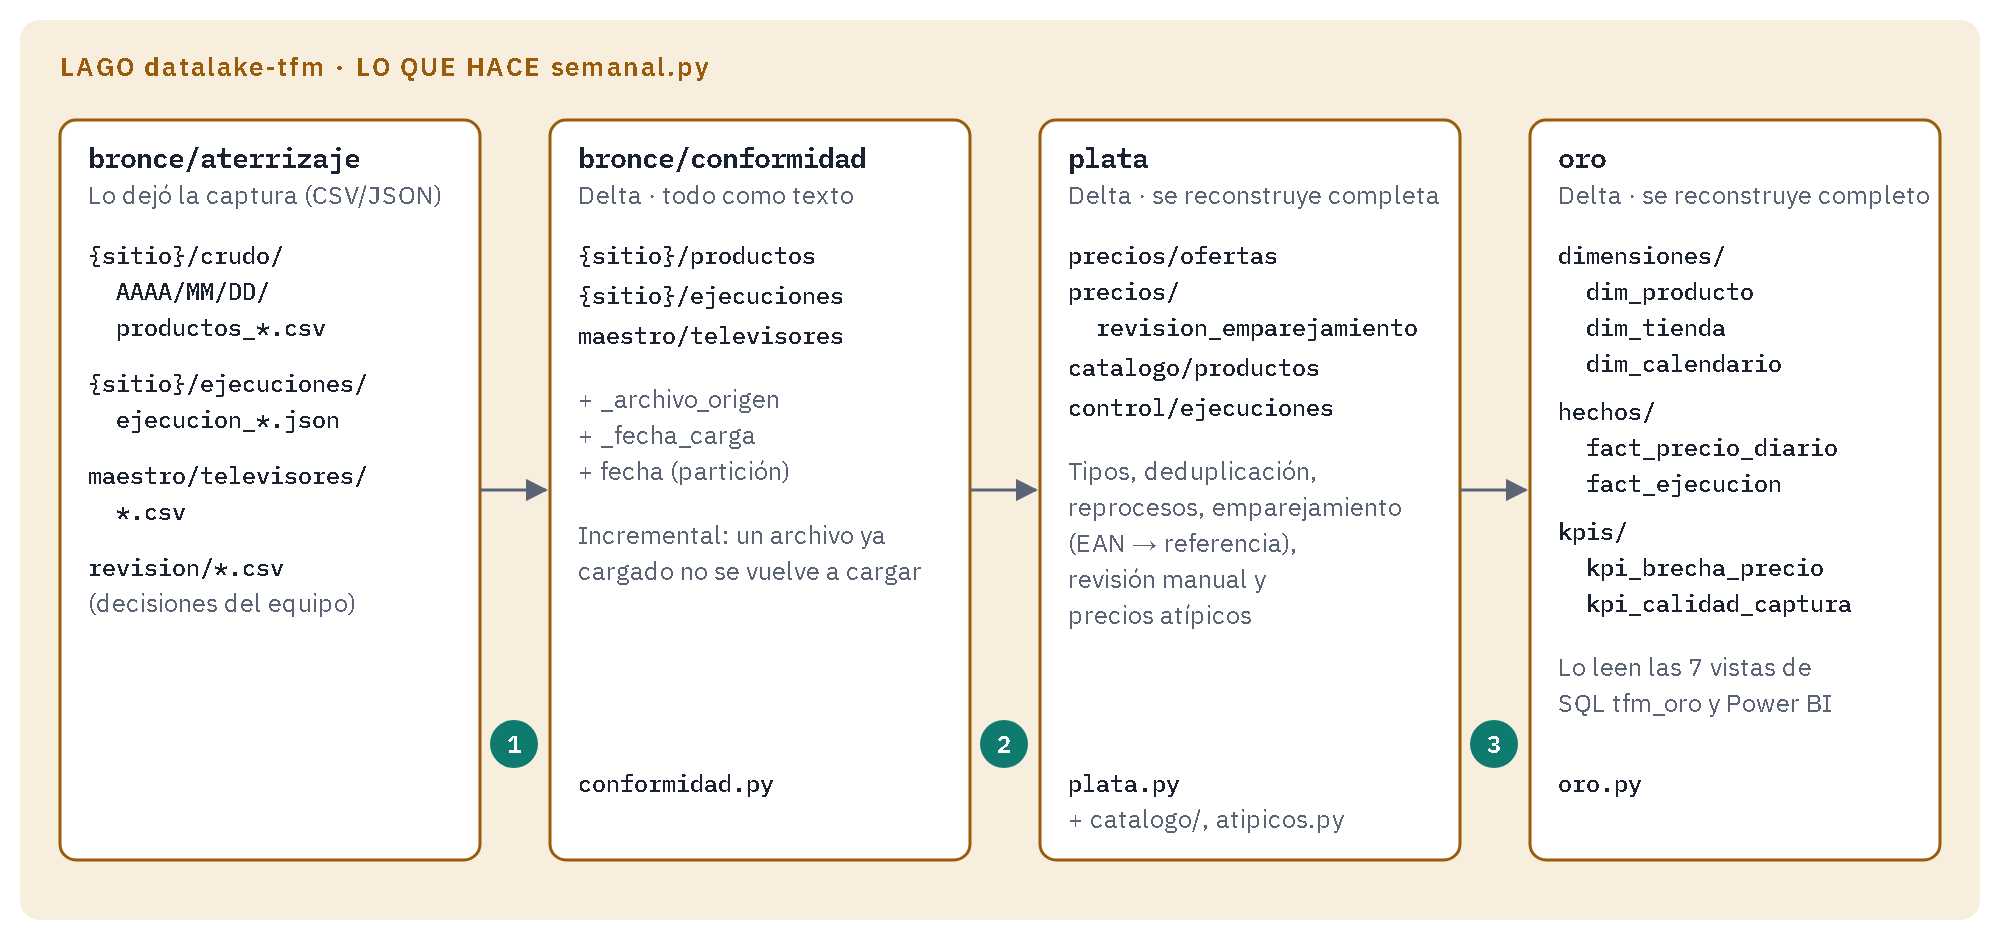 LAGO datalake-tfm · LO QUE HACE semanal.py
bronce/aterrizaje
Lo dejó la captura (CSV/JSON)
{sitio}/crudo/
AAAA/MM/DD/
productos_*.csv
{sitio}/ejecuciones/
ejecucion_*.json
maestro/televisores/
*.csv
revision/*.csv
(decisiones del equipo)
1
bronce/conformidad
Delta · todo como texto
{sitio}/productos
{sitio}/ejecuciones
maestro/televisores
+ _archivo_origen
+ _fecha_carga
+ fecha (partición)
Incremental: un archivo ya
cargado no se vuelve a cargar
conformidad.py
2
plata
Delta · se reconstruye completa
precios/ofertas
precios/
revision_emparejamiento
catalogo/productos
control/ejecuciones
Tipos, deduplicación,
reprocesos, emparejamiento
(EAN → referencia),
revisión manual y
precios atípicos
plata.py
+ catalogo/, atipicos.py
3
oro
Delta · se reconstruye completo
dimensiones/
dim_producto
dim_tienda
dim_calendario
hechos/
fact_precio_diario
fact_ejecucion
kpis/
kpi_brecha_precio
kpi_calidad_captura
Lo leen las 7 vistas de
SQL tfm_oro y Power BI
oro.py